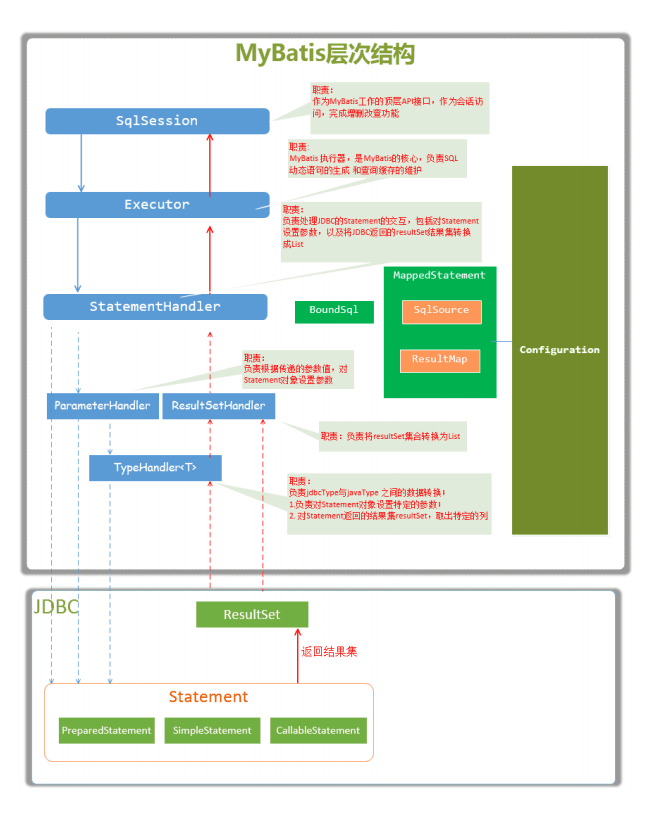 MyBatis层次结构
职责：
作为MyBatis工作的顶层API接口，作为会话访
问，完成增删改查功能
SqlSession
职责:
MyBatis 执行器，是MyBatis的核心，负责SQL
动态语句的生成 和查询缓存的维护
Executor
职责：
负责处理JDBC的Statement的交互，包括对Statement
设置参数，以及将JDBC返回的resultSet结果集转换
成List
StatementHandler
BoundSql
MappedStatement
SqlSource
ResultMap
Configuration
职责：
负责根据传递的参数值，对
Statement对象设置参数
ParameterHandler
ResultSetHandler
职责：负责将resultSet集合转换为List
TypeHandler<T>
职责：
负责jdbcType与javaType 之间的数据转换：
1.负责对Statement对象设置特定的参数；
2. 对Statement返回的结果集resultSet，取出特定的列
JDBC
ResultSet
返回结果集
Statement
PreparedStatement
SimpleStatement
CallableStatement